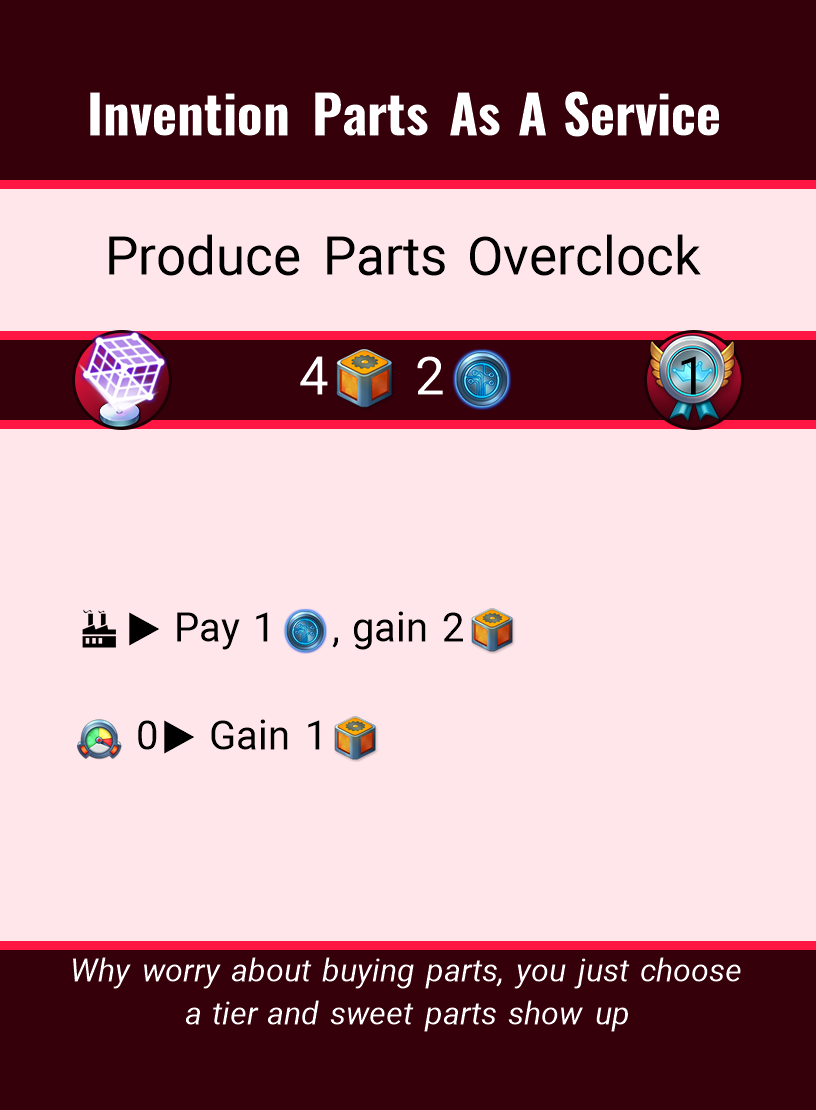 Invention Parts As A Service
Produce Parts Overclock
4 2 1
Pay 1 , gain 2
0 Gain 1
Why worry about buying parts, you just choose
a tier and sweet parts show up